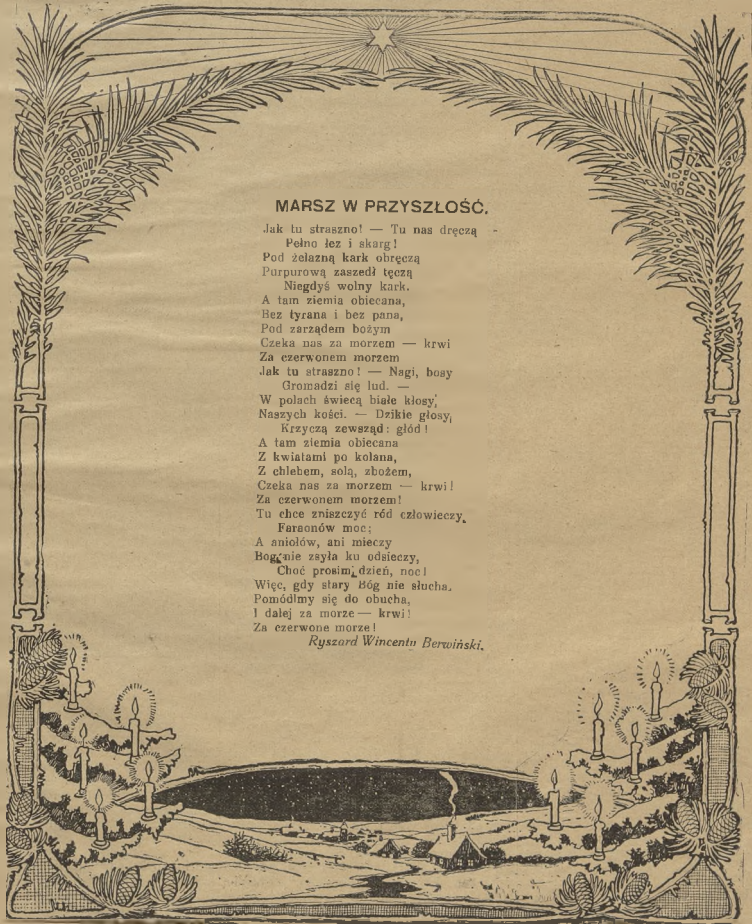 MARSZ W PRZYSZŁOŚĆ.
Jak tu straszno! — Tu nas dręczą
Pełno łez i skarg!
Pod żelazną kark obręczą
Purpurową zaszedł tęczą
Niegdyś wolny kark.
A tam ziemia obiecana,
Bez tyrana i bez pana,
Pod zarządem bożym
Czeka nas za morzem — krwi
Za czerwonem morzem
Jak tu straszno! — Nagi, bosy
Gromadzi się lud. —
W polach świecą białe kłosy
Naszych kości. — Dzikie głosy,
Krzyczą zewsząd: głód!
A tam ziemia obiecana
Z kwiatami po kolana,
Z chlebem, solą, zbożem,
Czeka nas za morzem — krwi!
Za czerwonem morzem!
Tu chce zniszczyć ród człowieczy
Faraonów moc;
A aniołów, ani mieczy
Bog nie zsyła ku odsieczy,
Choć prosim dzień, noc!
Więc, gdy stary Bóg nie słucha.
Pomódlmy się do obucha,
I dalej za morze — krwi!
Za czerwone morze!
Ryszard Wincenty Berwiński.